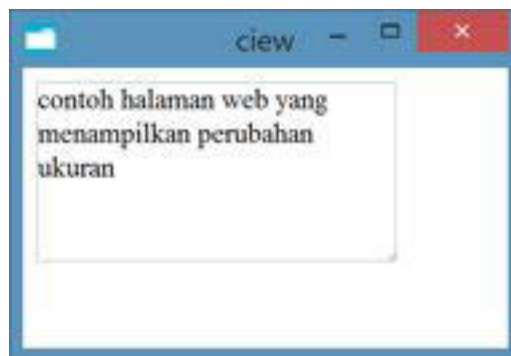 ciew
contoh halaman web yang
menampilkan perubahan
ukuran